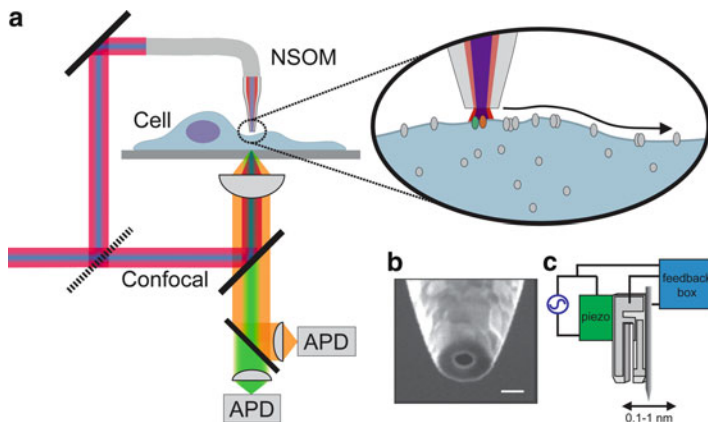 a
NSOM
Cell
Confocal
APD
APD
b
c
feedback
box
piezo
0.1-1 nm